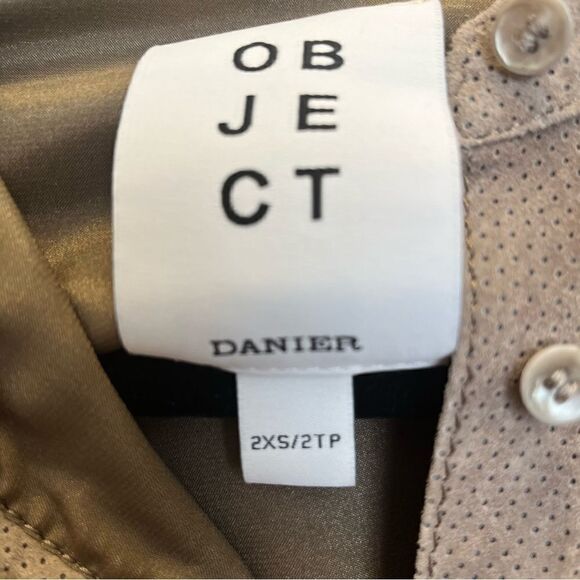 OB
JE
CT
DANIER
2XS/2TP